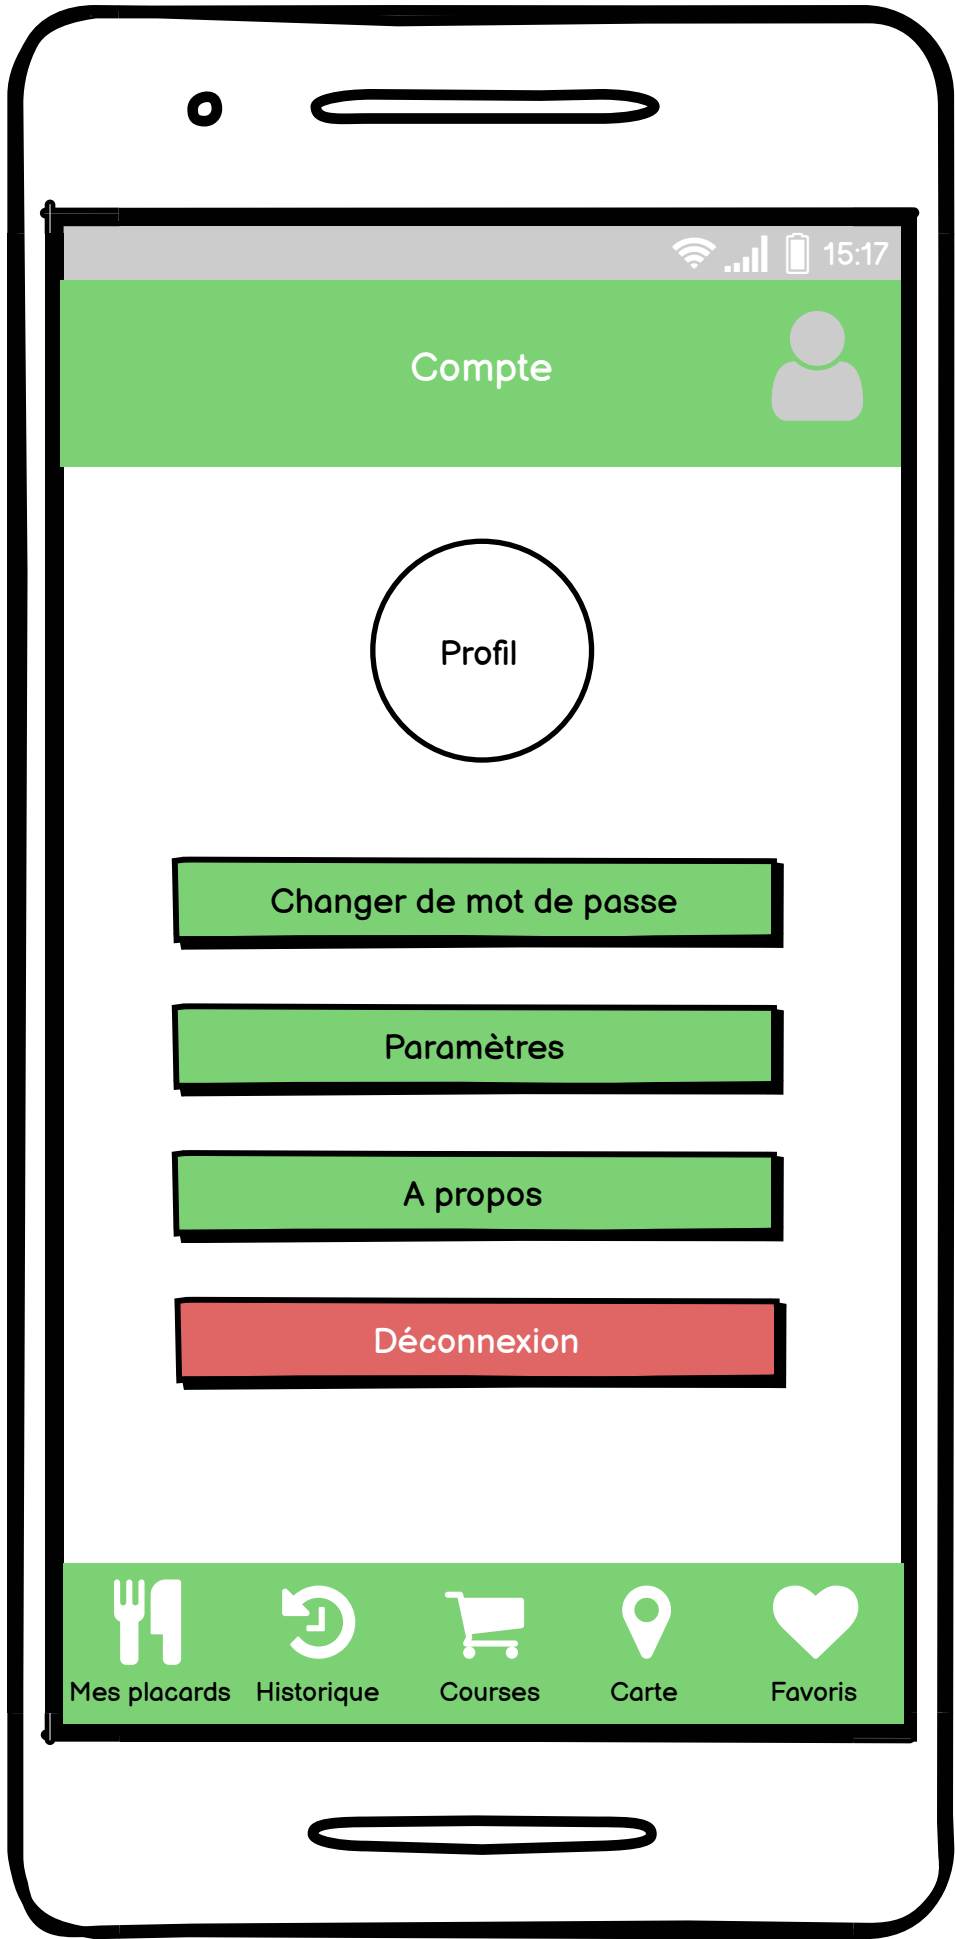 15:17
Compte
Profil
Changer de mot de passe
Paramètres
A propos
Déconnexion
Mes placards Historique Courses Carte Favoris